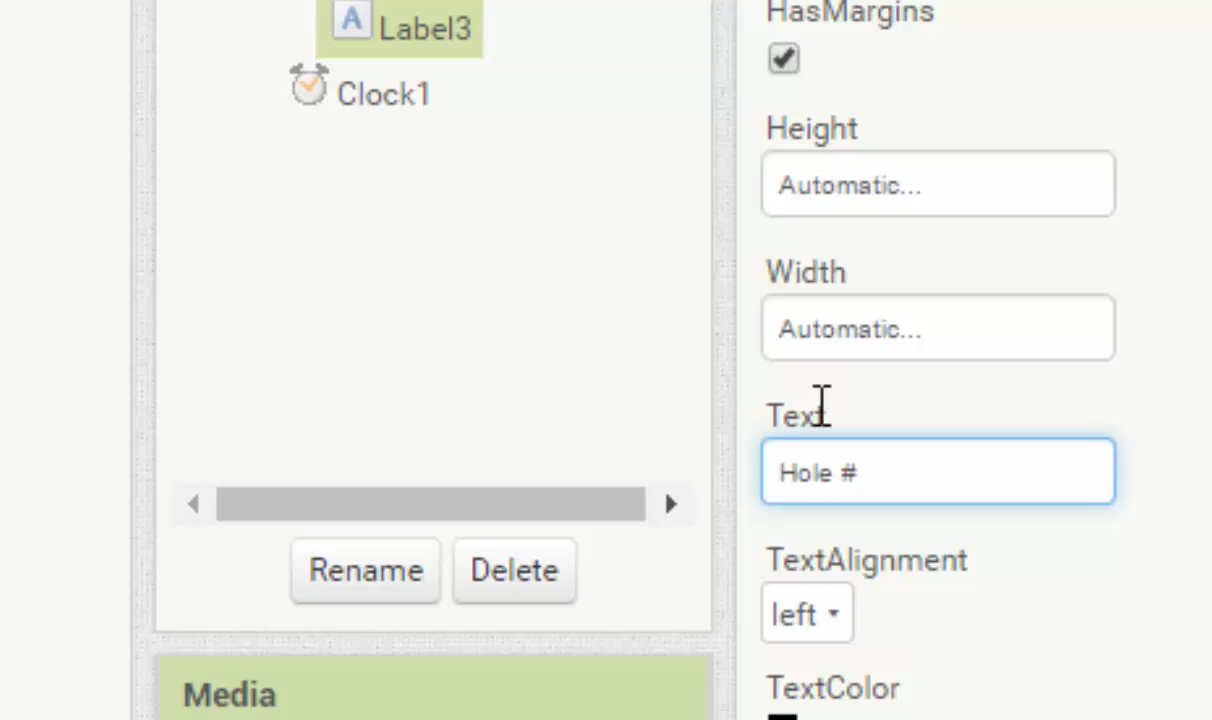 Label3
Clock1
Rename
Delete
Media
HasMargins
Height
Automatic...
Width
Automatic...
Text
Hole #
TextAlignment
left
TextColor